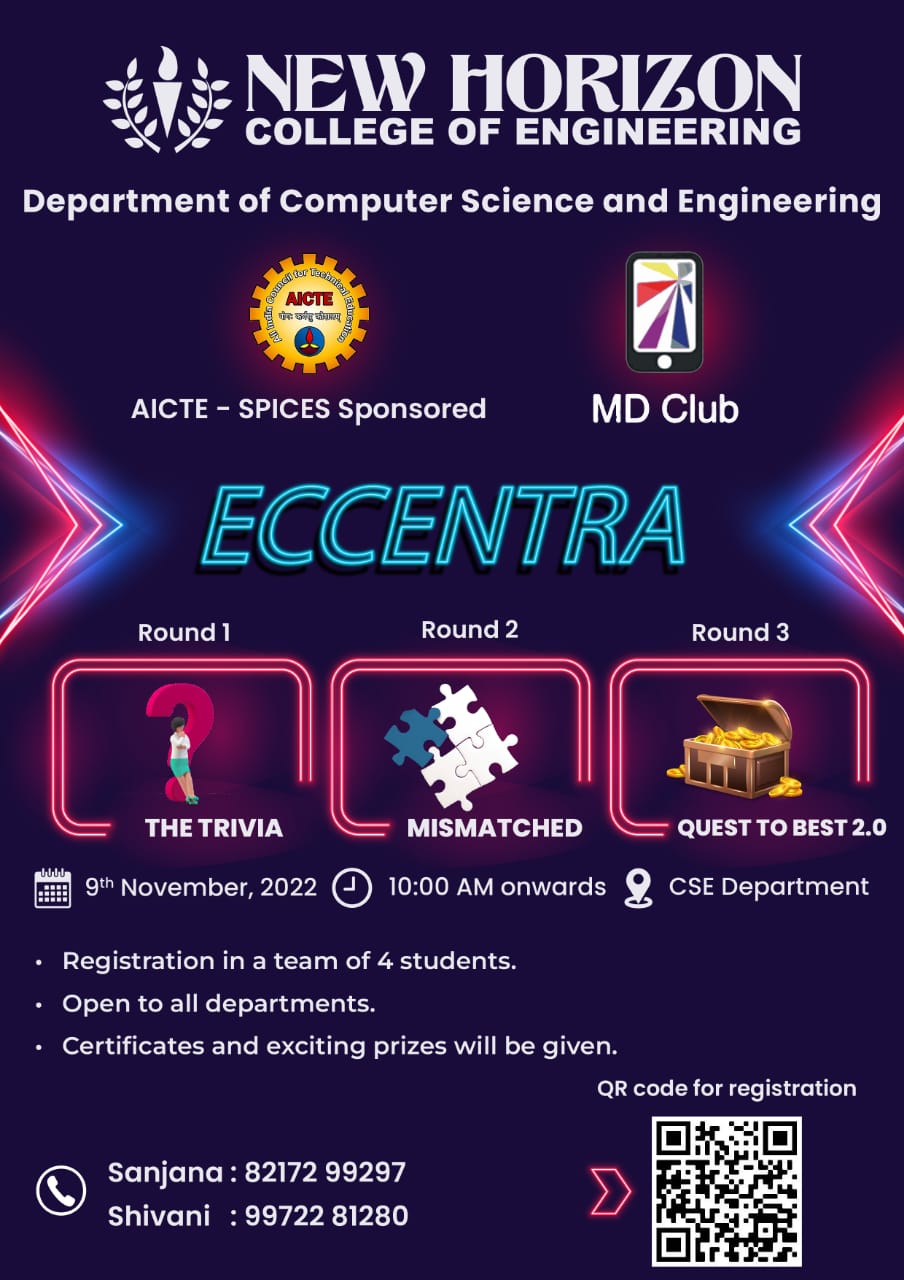 NEW HORIZON
COLLEGE OF ENGINEERING
Department of Computer Science and Engineering
All India Council for Technical Education
AICTE
योगः कर्मसु कौशलम्
AICTE - SPICES Sponsored
MD Club
ECCENTRA
Round 1
Round 2
Round 3
THE TRIVIA
MISMATCHED
QUEST TO BEST 2.0
9th November, 2022
10:00 AM onwards
CSE Department
• Registration in a team of 4 students.
• Open to all departments.
• Certificates and exciting prizes will be given.
QR code for registration
Sanjana : 82172 99297
Shivani : 99722 81280